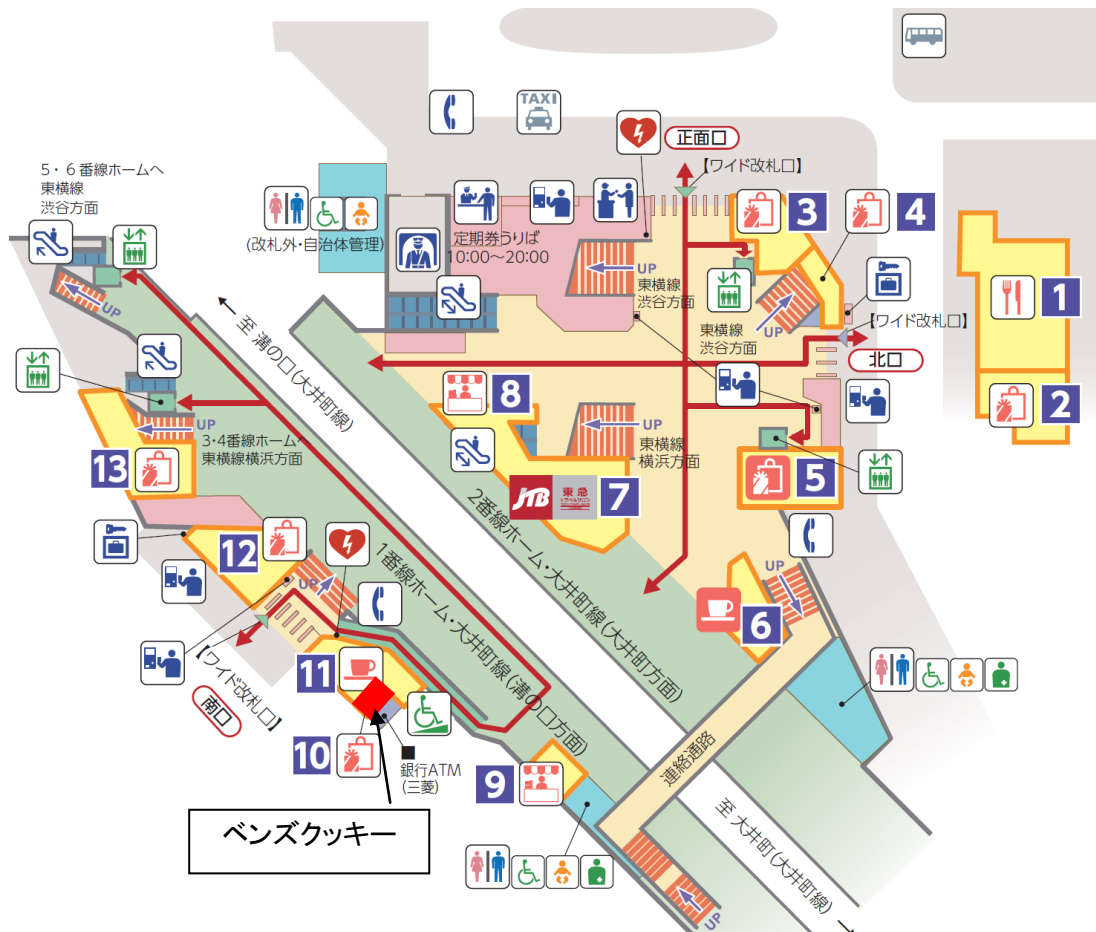 TAXI
正面口
【ワイド改札口】
5・6番線ホームへ
東横線
渋谷方面
(改札外・自治体管理)
定期券うりば
10:00～20:00
UP
東横線
渋谷方面
3
4
1
2
UP
東横線
渋谷方面
UP
【ワイド改札口】
北口
至 溝の口(大井町線)
UP
3・4番線ホームへ
東横線横浜方面
13
8
UP
東横線
横浜方面
JTB
東急
7
5
12
UP
1番線ホーム・大井町線(溝の口方面)
2番線ホーム・大井町線(大井町方面)
UP
6
【ワイド改札口】
南口
11
10
銀行ATM
(三菱)
9
連絡通路
至 大井町(大井町線)
UP
ベンズクッキー